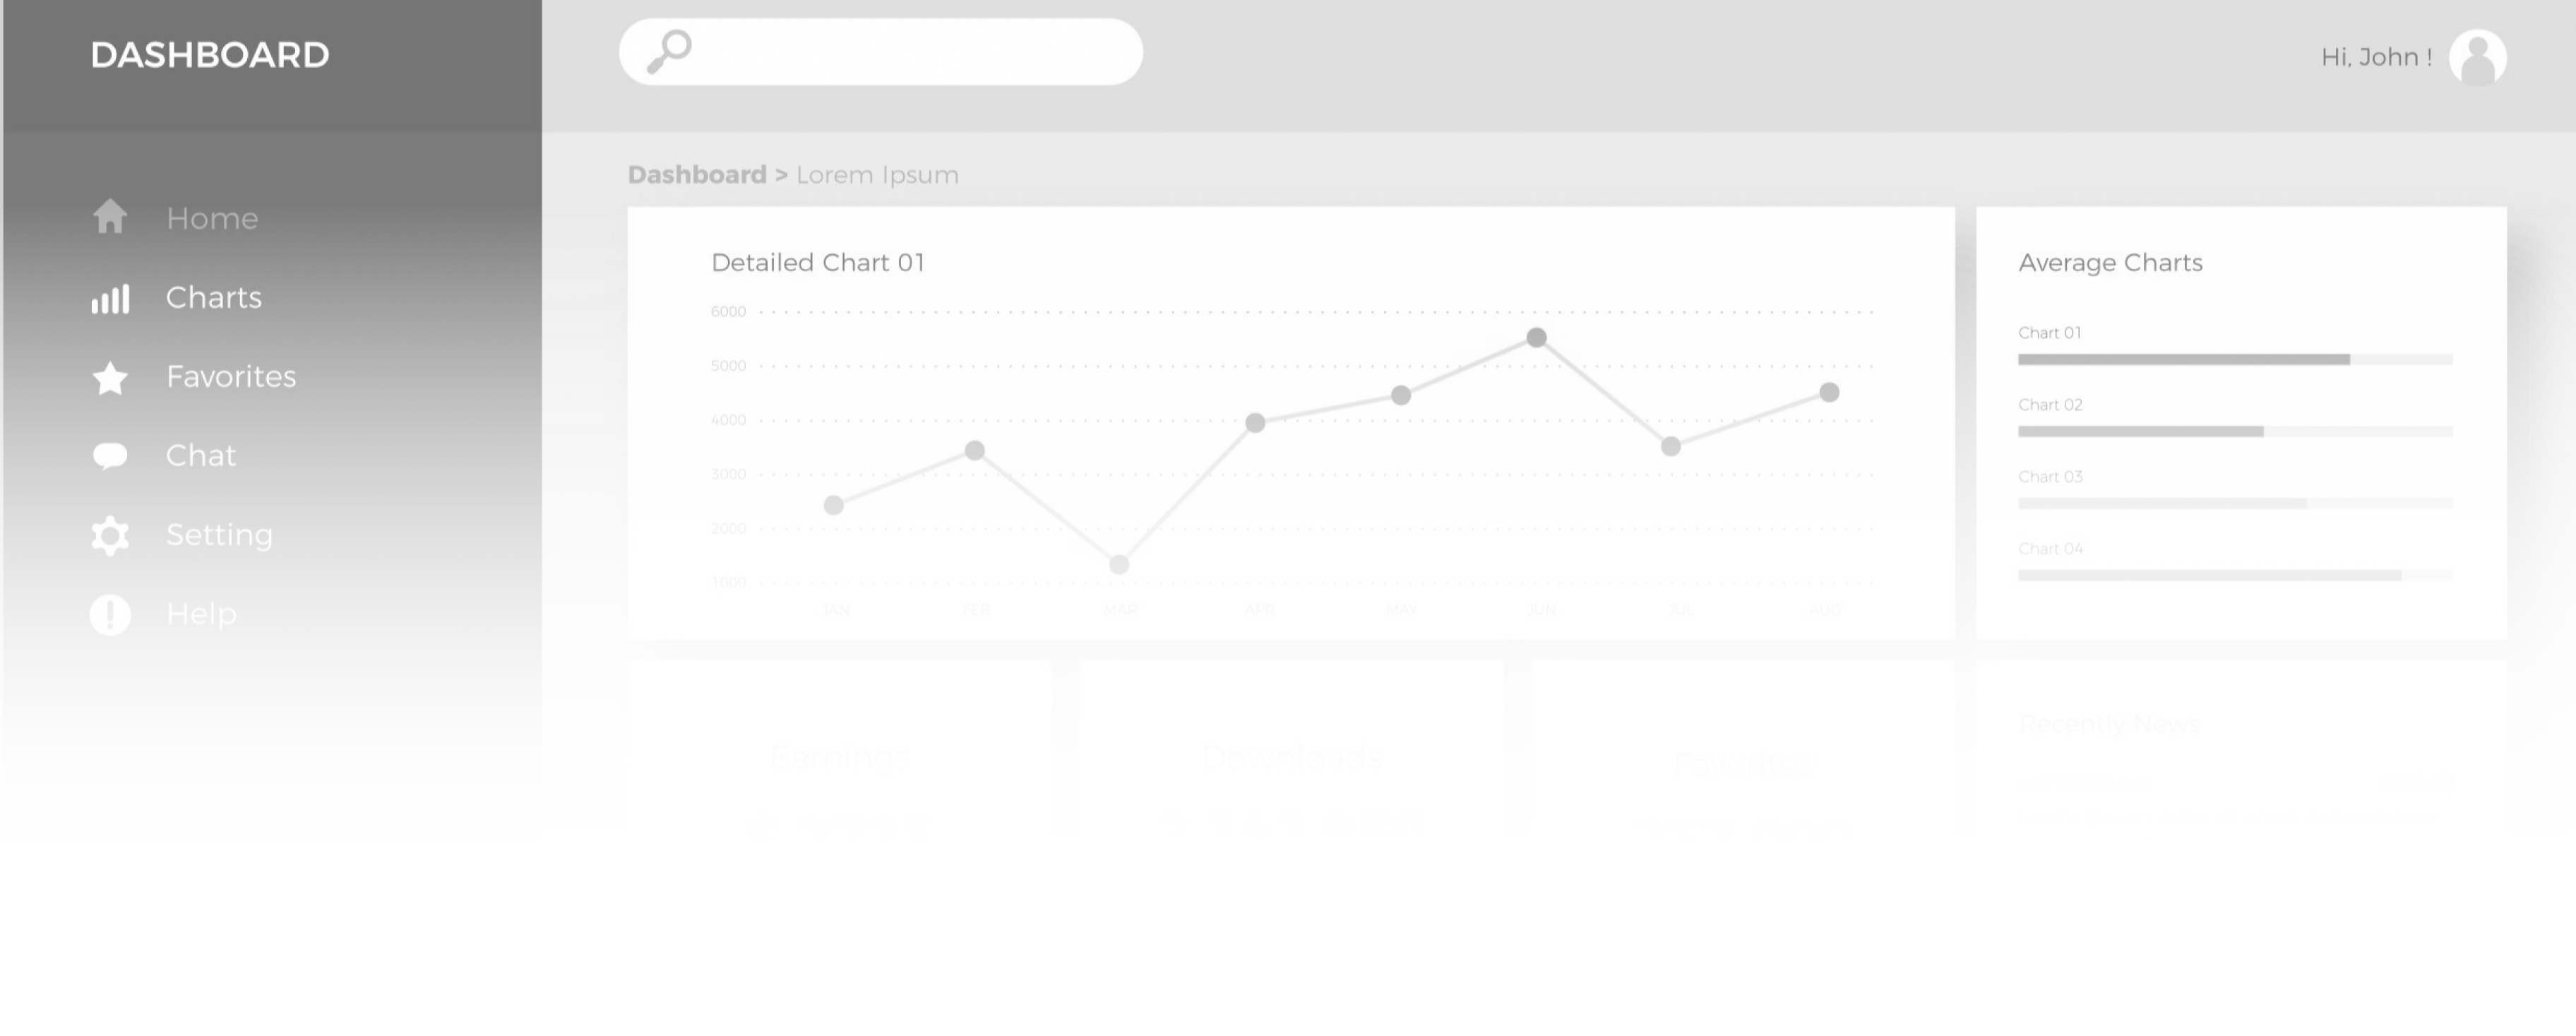 DASHBOARD
Hi, John !
Home
Charts
Favorites
Chat
Setting
Help
Dashboard > Lorem Ipsum
Detailed Chart 01
6000
5000
4000
3000
2000
1000
JAN FEB MAR APR MAY JUN JUL AUG
Average Charts
Chart 01
Chart 02
Chart 03
Chart 04
Earnings
Downloads
Favorites
Recently News